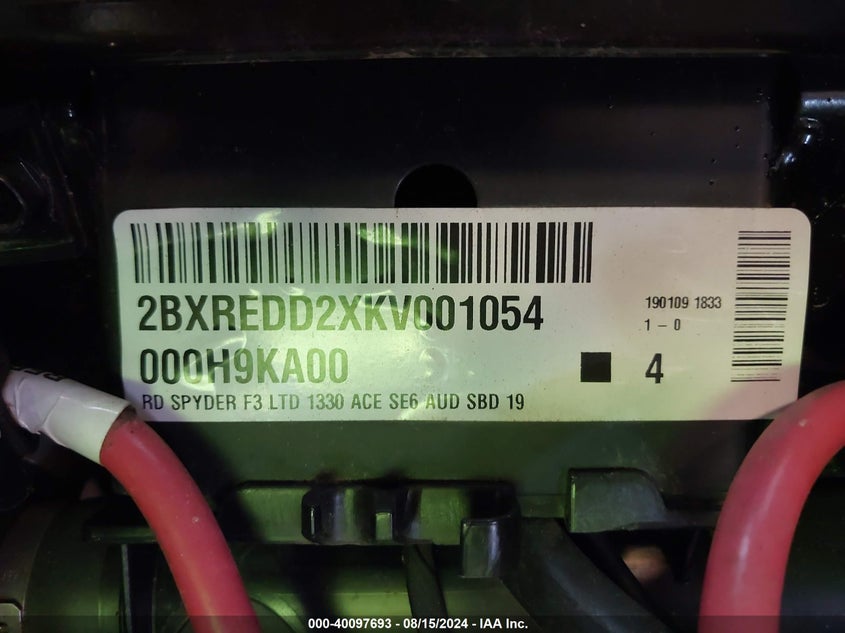 2BXREDD2XKV001054
190109 1833
1-0
000H9KA00
4
RD SPYDER F3 LTD 1330 ACE SE6 AUD SBD 19
000-40097693 - 08/15/2024 - IAA Inc.